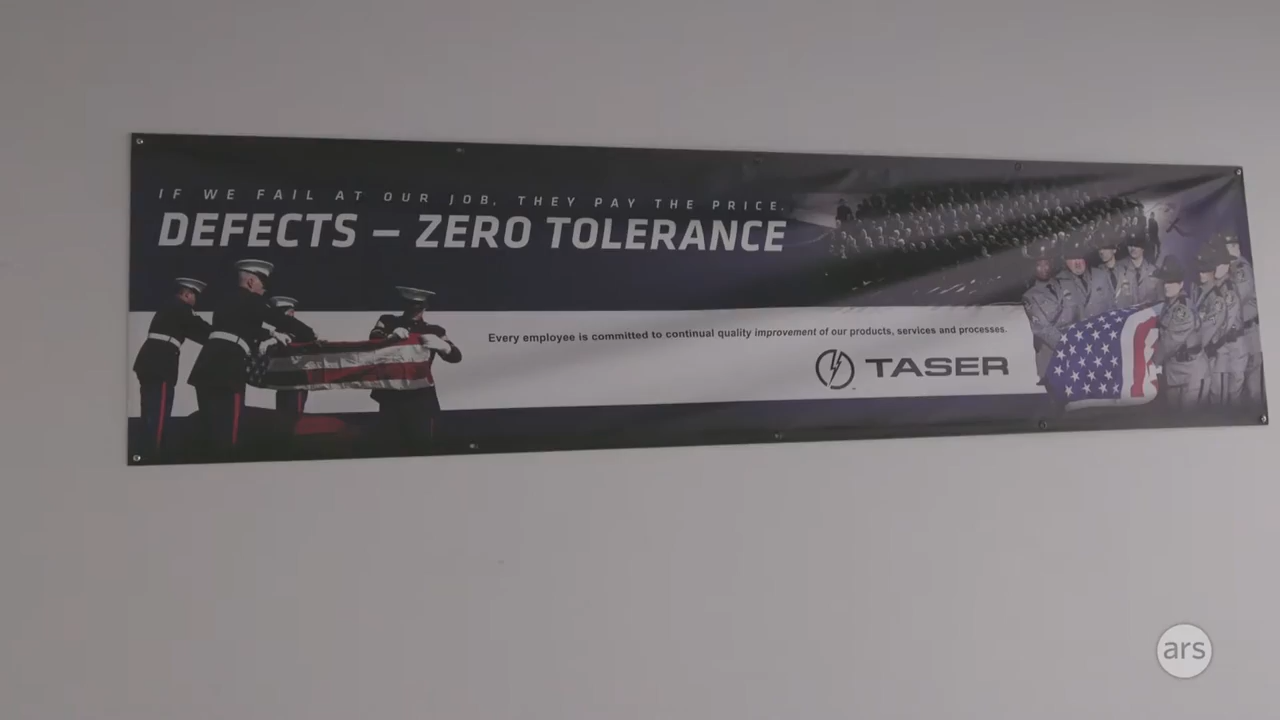 IF WE FAIL AT OUR JOB, THEY PAY THE PRICE.
DEFECTS – ZERO TOLERANCE
Every employee is committed to continual quality improvement of our products, services and processes.
TASER
ars